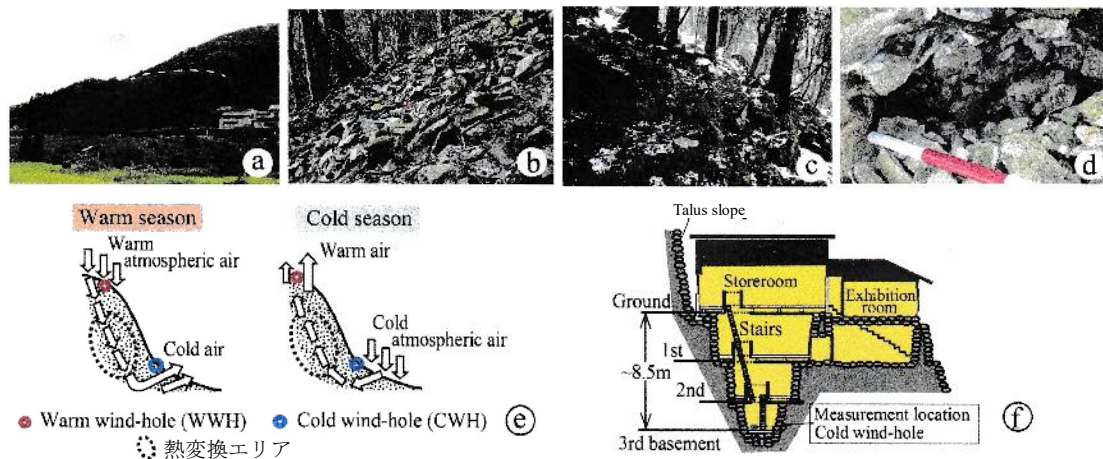 a
b
c
d
Warm season
Cold season
Warm
atmospheric air
Warm air
Cold air
Cold
atmospheric air
Warm wind-hole (WWH)
Cold wind-hole (CWH)
e
熱変換エリア
Talus slope
Storeroom
Exhibition
room
Ground
Stairs
1st
~8.5m
2nd
3rd basement
Measurement location
Cold wind-hole
f